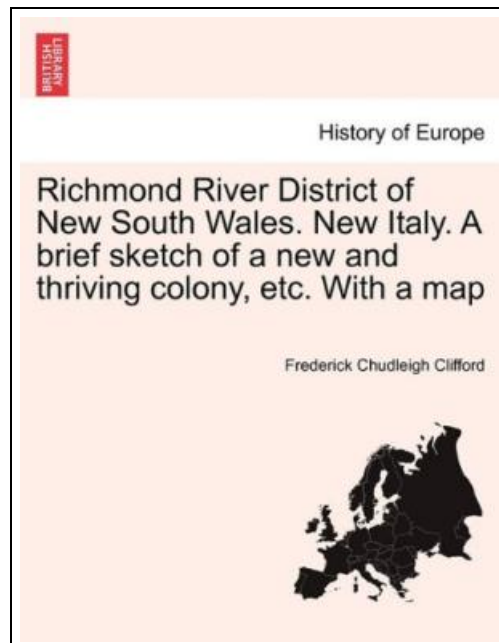 BRITISH
LIBRARY
History of Europe
Richmond River District of
New South Wales. New Italy. A
brief sketch of a new and
thriving colony, etc. With a map
Frederick Chudleigh Clifford